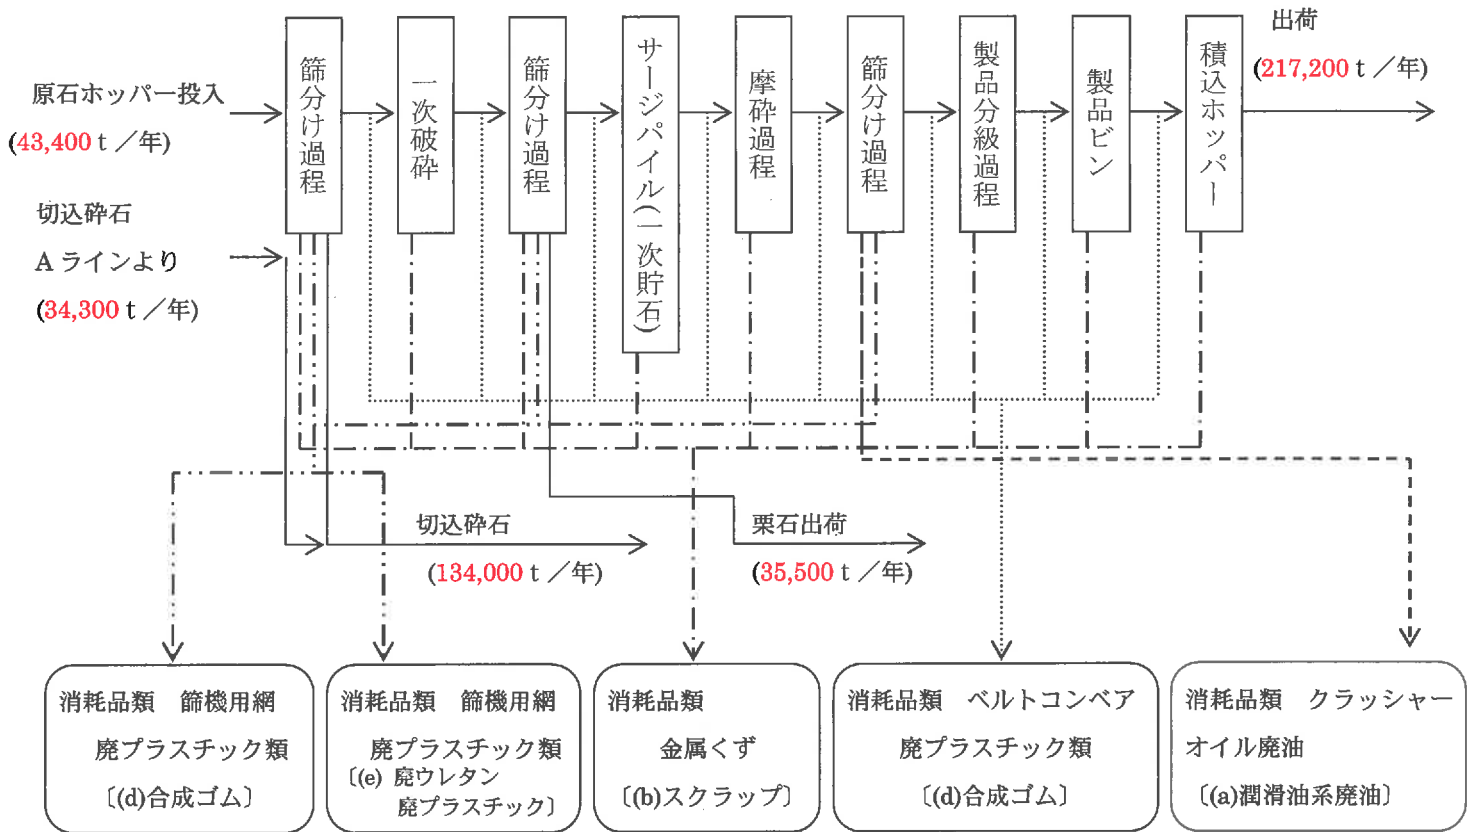 原石ホッパー投入
(43,400 t ／年)
切込砕石
A ラインより
(34,300 t ／年)
篩分け過程
一次破砕
篩分け過程
サージパイル(一次貯石)
摩砕過程
篩分け過程
製品分級過程
製品ビン
積込ホッパー
出荷
(217,200 t ／年)
切込砕石
(134,000 t ／年)
栗石出荷
(35,500 t ／年)
消耗品類　篩機用網
廃プラスチック類
〔(d)合成ゴム〕
消耗品類　篩機用網
廃プラスチック類
〔(e) 廃ウレタン
廃プラスチック〕
消耗品類
金属くず
〔(b)スクラップ〕
消耗品類　ベルトコンベア
廃プラスチック類
〔(d)合成ゴム〕
消耗品類　クラッシャー
オイル廃油
〔(a)潤滑油系廃油〕